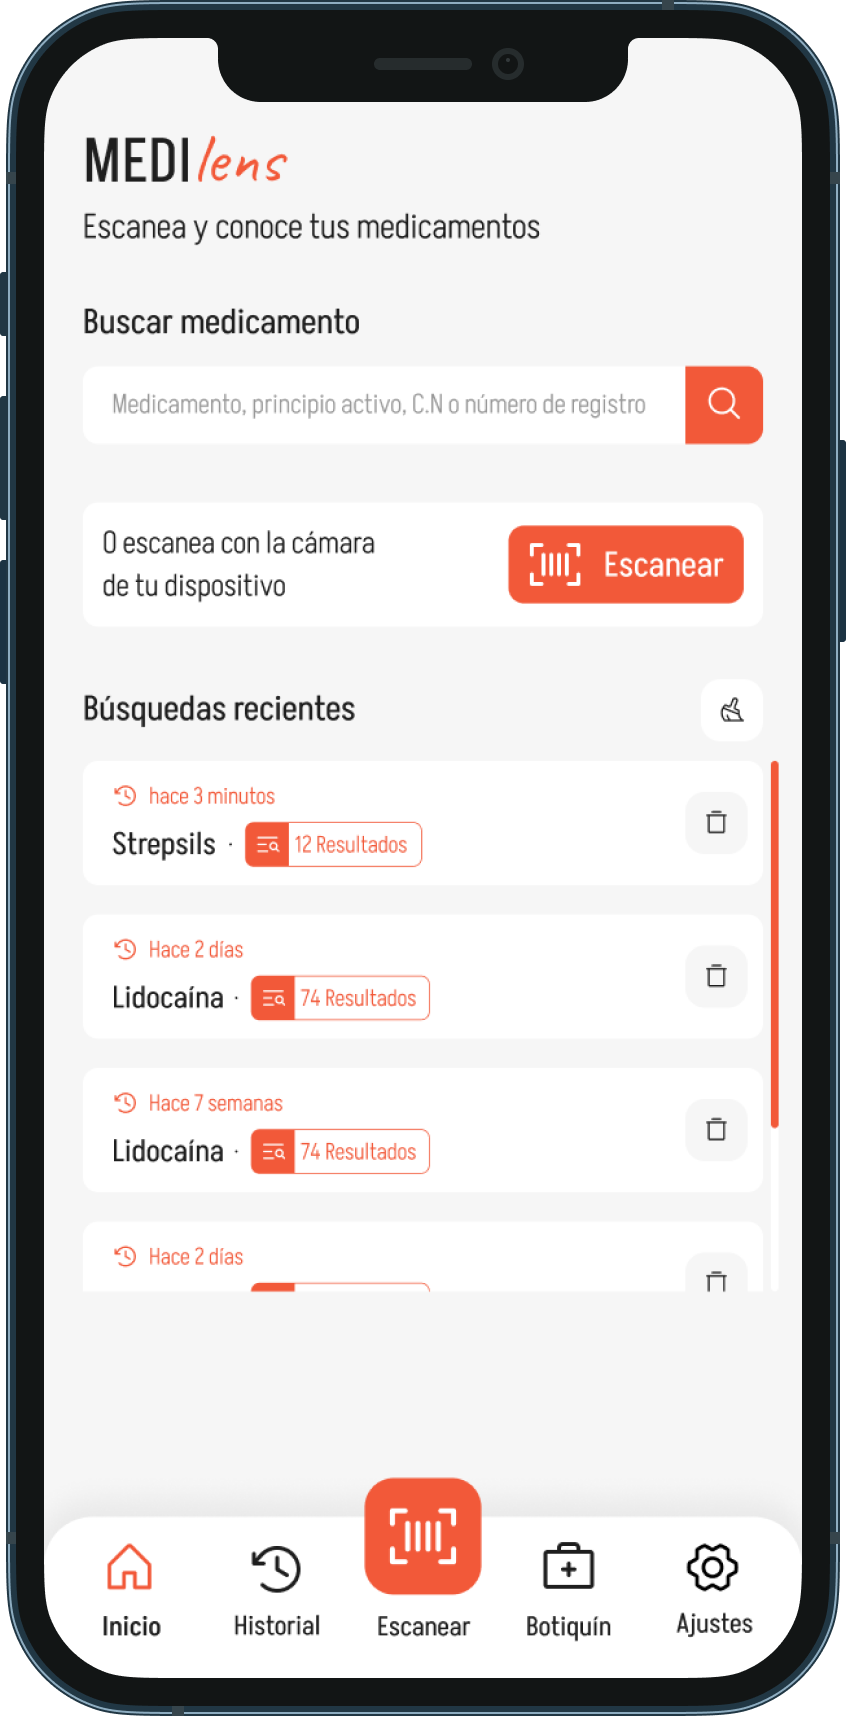 MEDI lens
Escanea y conoce tus medicamentos
Buscar medicamento
Medicamento, principio activo, C.N o número de registro
O escanea con la cámara
de tu dispositivo
Escanear
Búsquedas recientes
hace 3 minutos
Strepsils · 12 Resultados
Hace 2 días
Lidocaína · 74 Resultados
Hace 7 semanas
Lidocaína · 74 Resultados
Hace 2 días
Inicio
Historial
Escanear
Botiquín
Ajustes